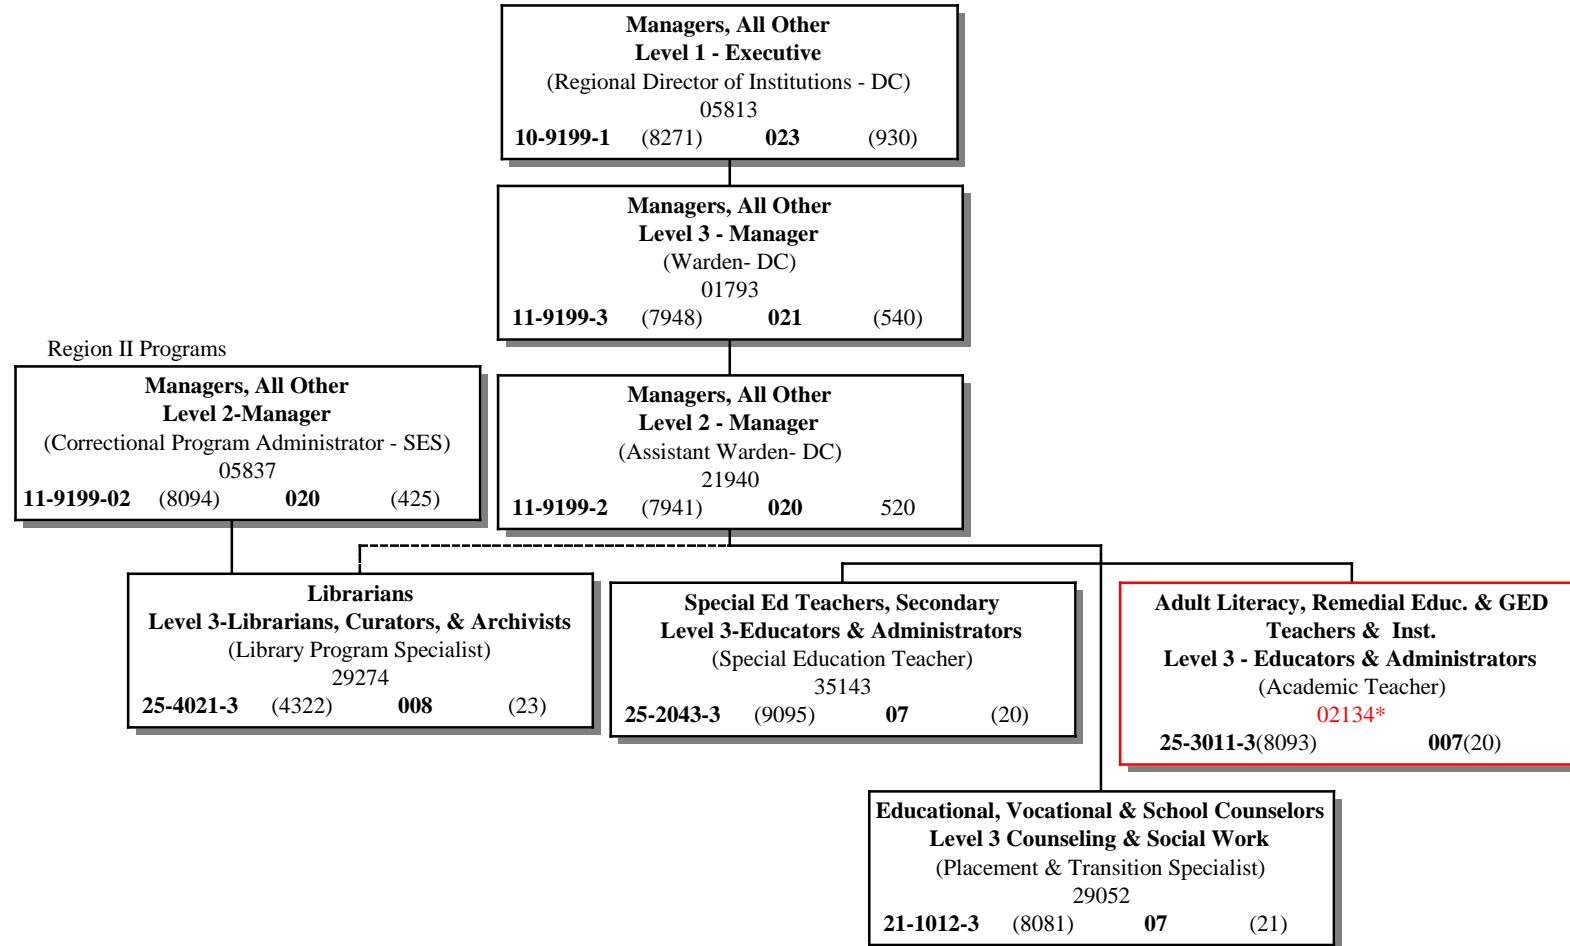 Managers, All Other
Level 1 - Executive
(Regional Director of Institutions - DC)
05813
10-9199-1 (8271) 023 (930)
Managers, All Other
Level 3 - Manager
(Warden- DC)
01793
11-9199-3 (7948) 021 (540)
Region II Programs
Managers, All Other
Level 2-Manager
(Correctional Program Administrator - SES)
05837
11-9199-02 (8094) 020 (425)
Managers, All Other
Level 2 - Manager
(Assistant Warden- DC)
21940
11-9199-2 (7941) 020 520
Librarians
Level 3-Librarians, Curators, & Archivists
(Library Program Specialist)
29274
25-4021-3 (4322) 008 (23)
Special Ed Teachers, Secondary
Level 3-Educators & Administrators
(Special Education Teacher)
35143
25-2043-3 (9095) 07 (20)
Adult Literacy, Remedial Educ. & GED
Teachers & Inst.
Level 3 - Educators & Administrators
(Academic Teacher)
02134*
25-3011-3(8093) 007(20)
Educational, Vocational & School Counselors
Level 3 Counseling & Social Work
(Placement & Transition Specialist)
29052
21-1012-3 (8081) 07 (21)